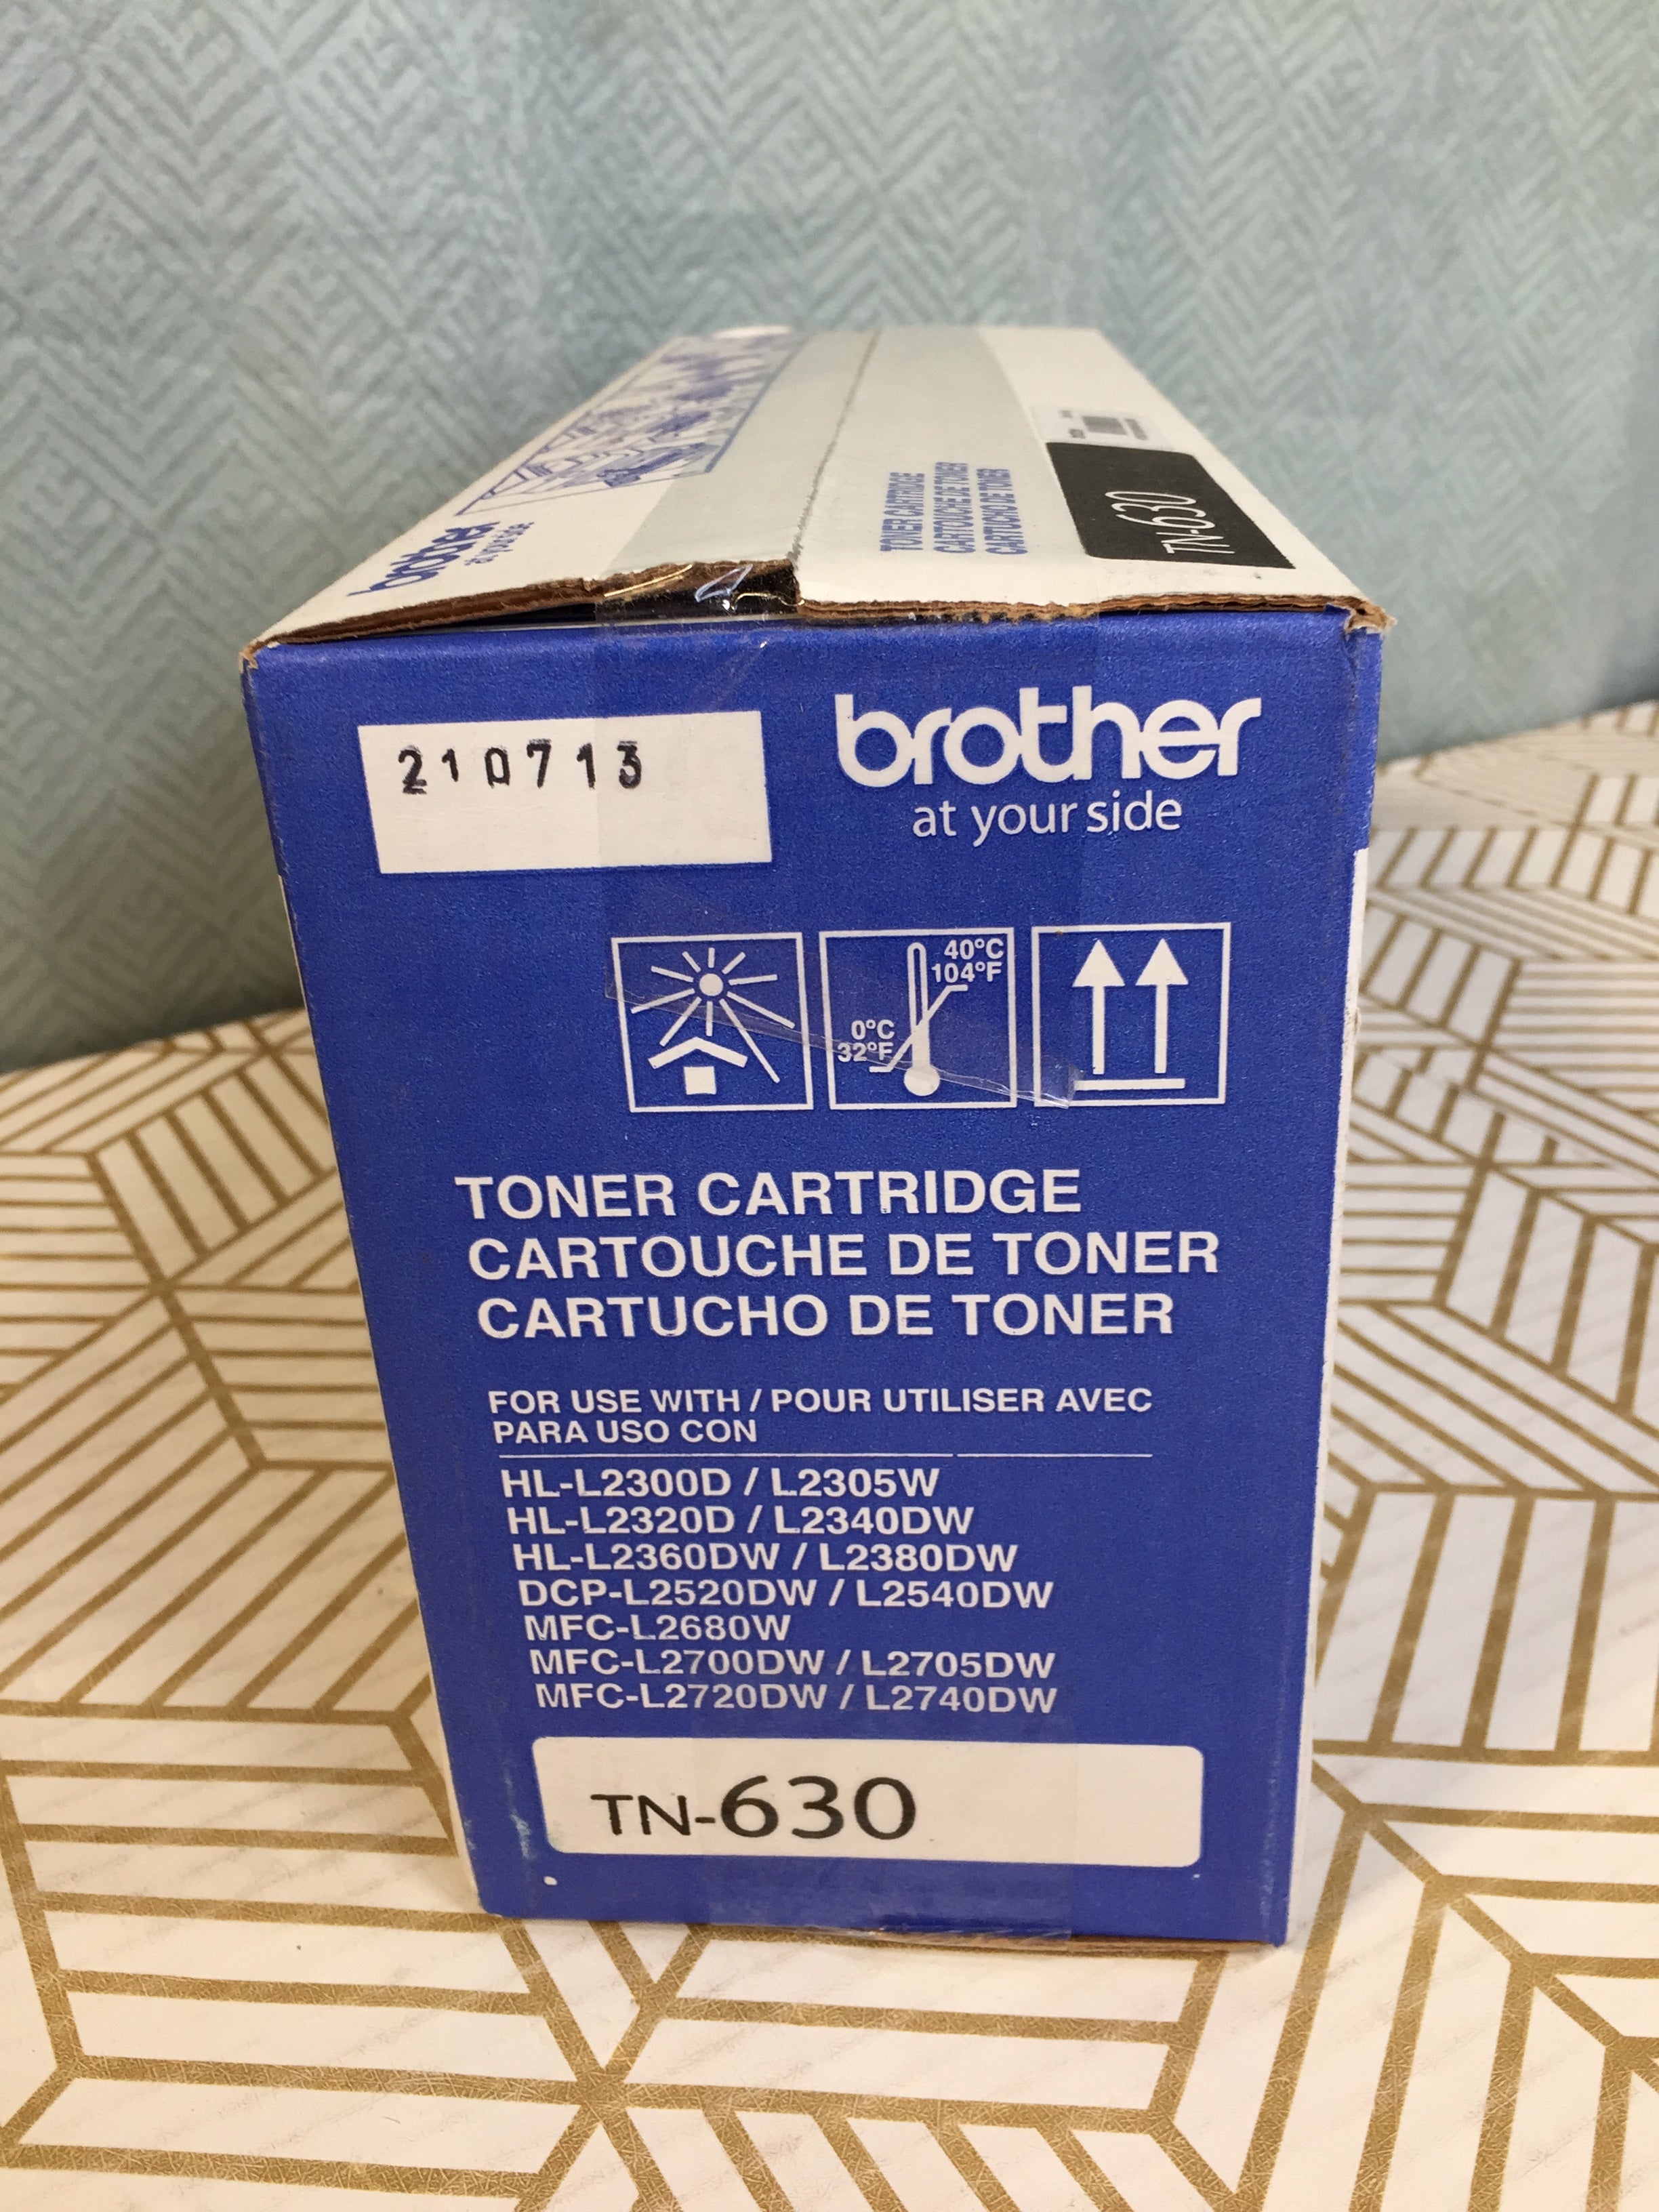 brother
at your side
TONER CARTRIDGE
CARTOUCHE DE TONER
CARTUCHO DE TONER
TN-630
210713
brother
at your side
40°C
104°F
0°C
32°F
TONER CARTRIDGE
CARTOUCHE DE TONER
CARTUCHO DE TONER
FOR USE WITH / POUR UTILISER AVEC
PARA USO CON
HL-L2300D / L2305W
HL-L2320D / L2340DW
HL-L2360DW / L2380DW
DCP-L2520DW / L2540DW
MFC-L2680W
MFC-L2700DW / L2705DW
MFC-L2720DW / L2740DW
TN-630